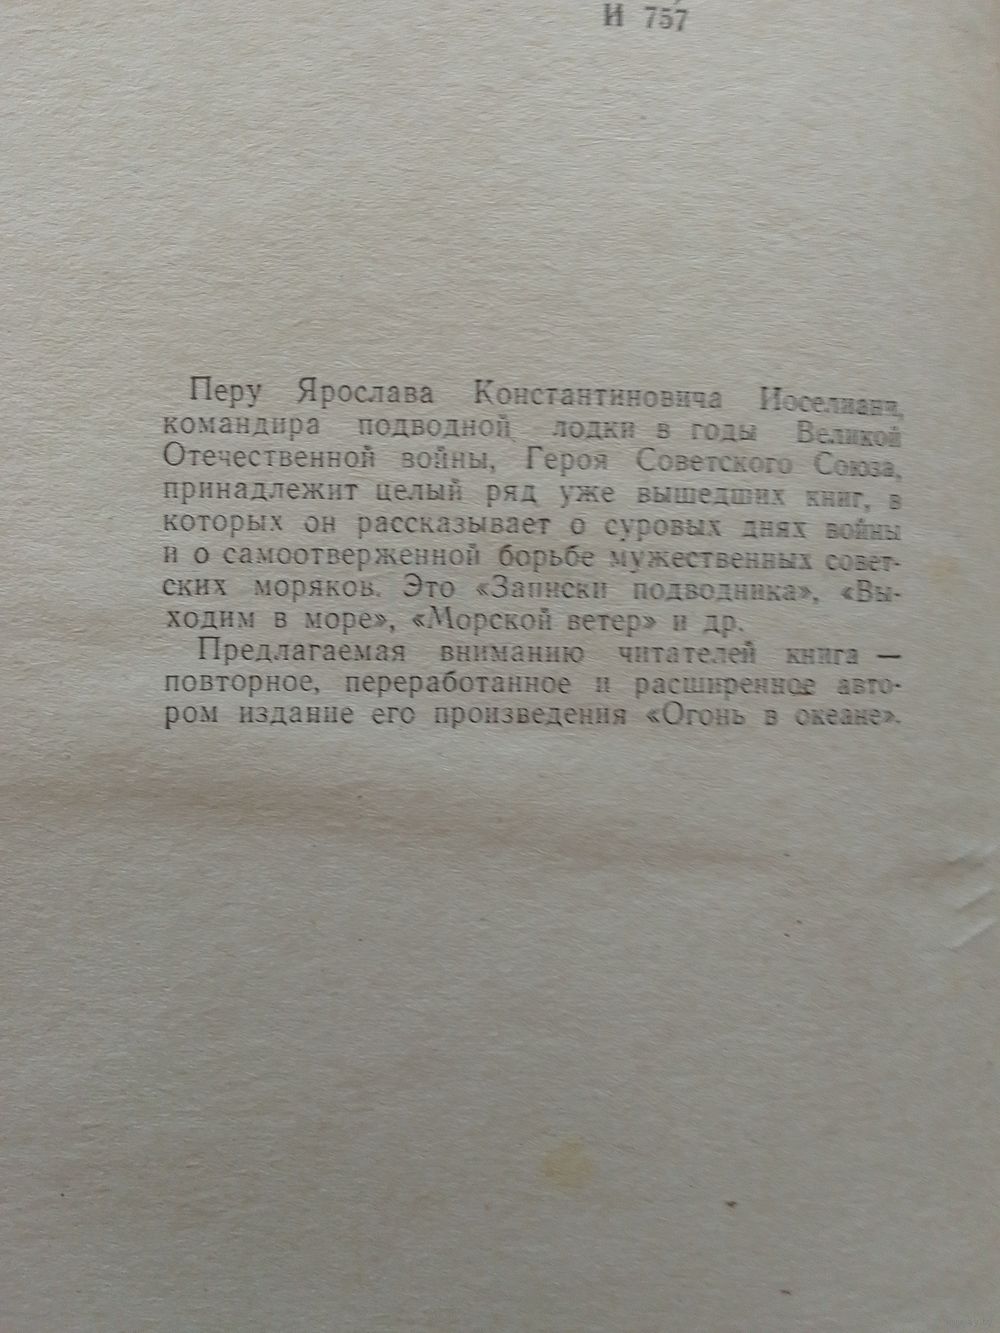 И 757
Перу Ярослава Константиновича Иоселиани,
командира подводной лодки в годы Великой
Отечественной войны, Героя Советского Союза,
принадлежит целый ряд уже вышедших книг, в
которых он рассказывает о суровых днях войны
и о самоотверженной борьбе мужественных совет-
ских моряков. Это «Записки подводника», «Вы-
ходим в море», «Морской ветер» и др.
Предлагаемая вниманию читателей книга —
повторное, переработанное и расширенное авто-
ром издание его произведения «Огонь в океане».